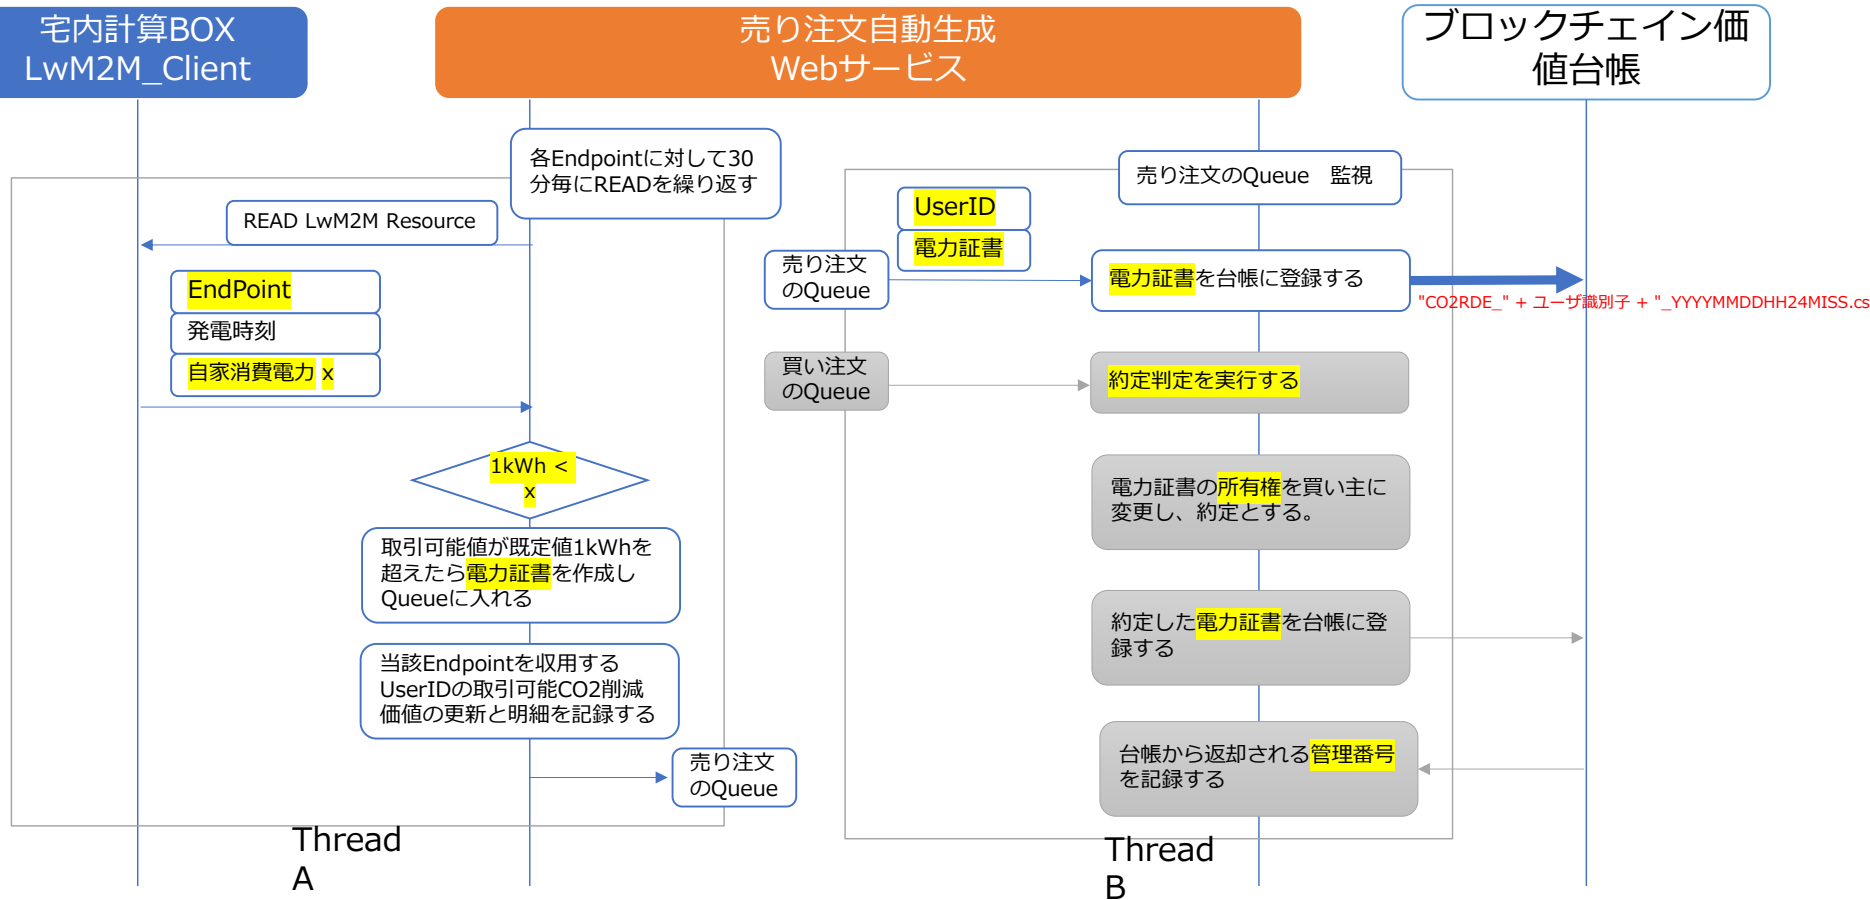 宅内計算BOX
LwM2M_Client
売り注文自動生成
Webサービス
ブロックチェイン価
値台帳
各Endpointに対して30
分毎にREADを繰り返す
READ LwM2M Resource
EndPoint
発電時刻
自家消費電力 x
1kWh <
x
取引可能値が既定値1kWhを
超えたら電力証書を作成し
Queueに入れる
当該Endpointを収用する
UserIDの取引可能CO2削減
価値の更新と明細を記録する
売り注文
のQueue
Thread
A
売り注文のQueue　監視
UserID
電力証書
売り注文
のQueue
電力証書を台帳に登録する
"CO2RDE_" + ユーザ識別子 + "_YYYYMMDDHH24MISS.cs
買い注文
のQueue
約定判定を実行する
電力証書の所有権を買い主に
変更し、約定とする。
約定した電力証書を台帳に登
録する
台帳から返却される管理番号
を記録する
Thread
B